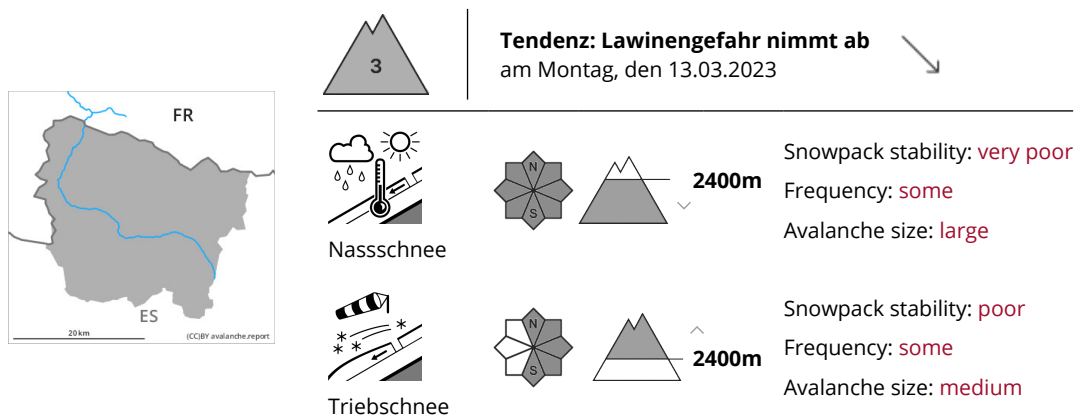 3
Tendenz: Lawinengefahr nimmt ab
am Montag, den 13.03.2023
FR
ES
20 km
(CC)BY avalanche.report
Nassschnee
N
S
2400m
Snowpack stability: very poor
Frequency: some
Avalanche size: large
Triebschnee
N
S
2400m
Snowpack stability: poor
Frequency: some
Avalanche size: medium